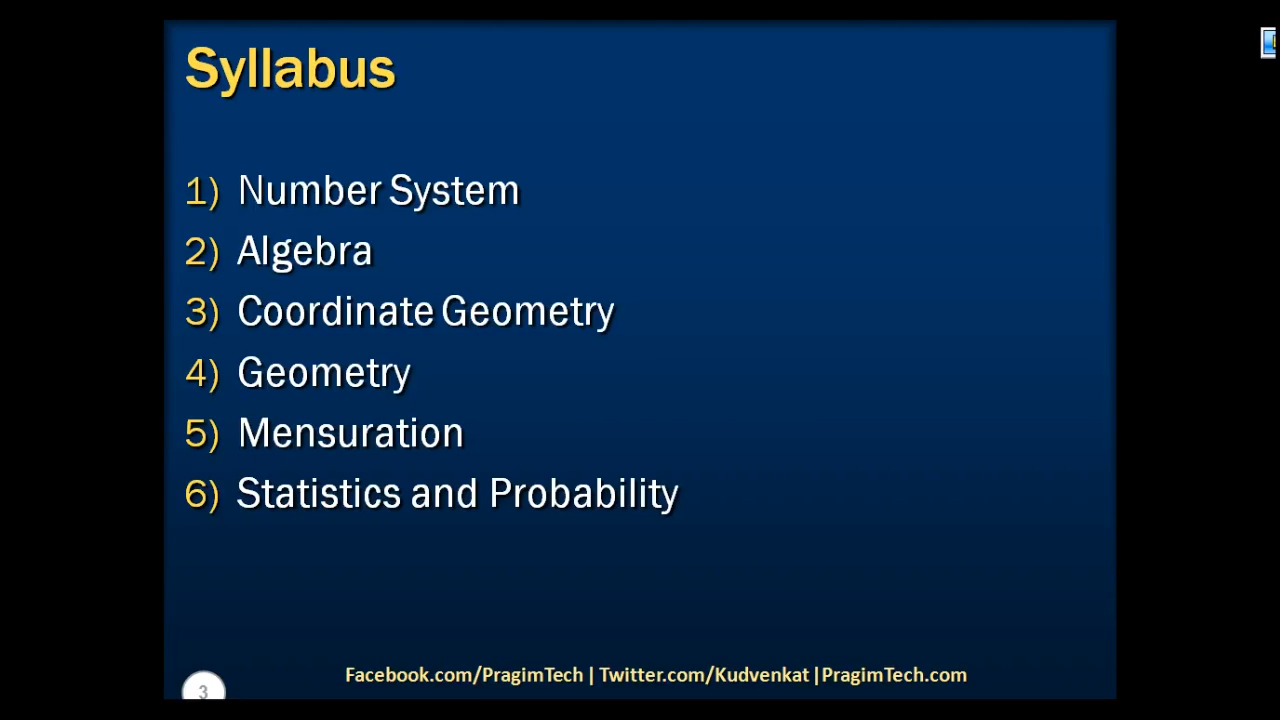 Syllabus
1) Number System
2) Algebra
3) Coordinate Geometry
4) Geometry
5) Mensuration
6) Statistics and Probability
3
Facebook.com/PragimTech | Twitter.com/Kudvenkat |PragimTech.com